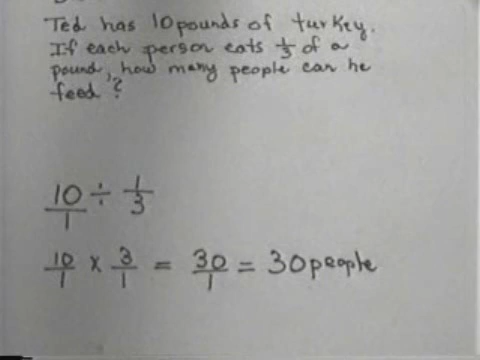 Ted has 10 pounds of turkey.
If each person eats 1/3 of a
pound, how many people can he
feed?
10/1 ÷ 1/3
10/1 x 3/1 = 30/1 = 30 people